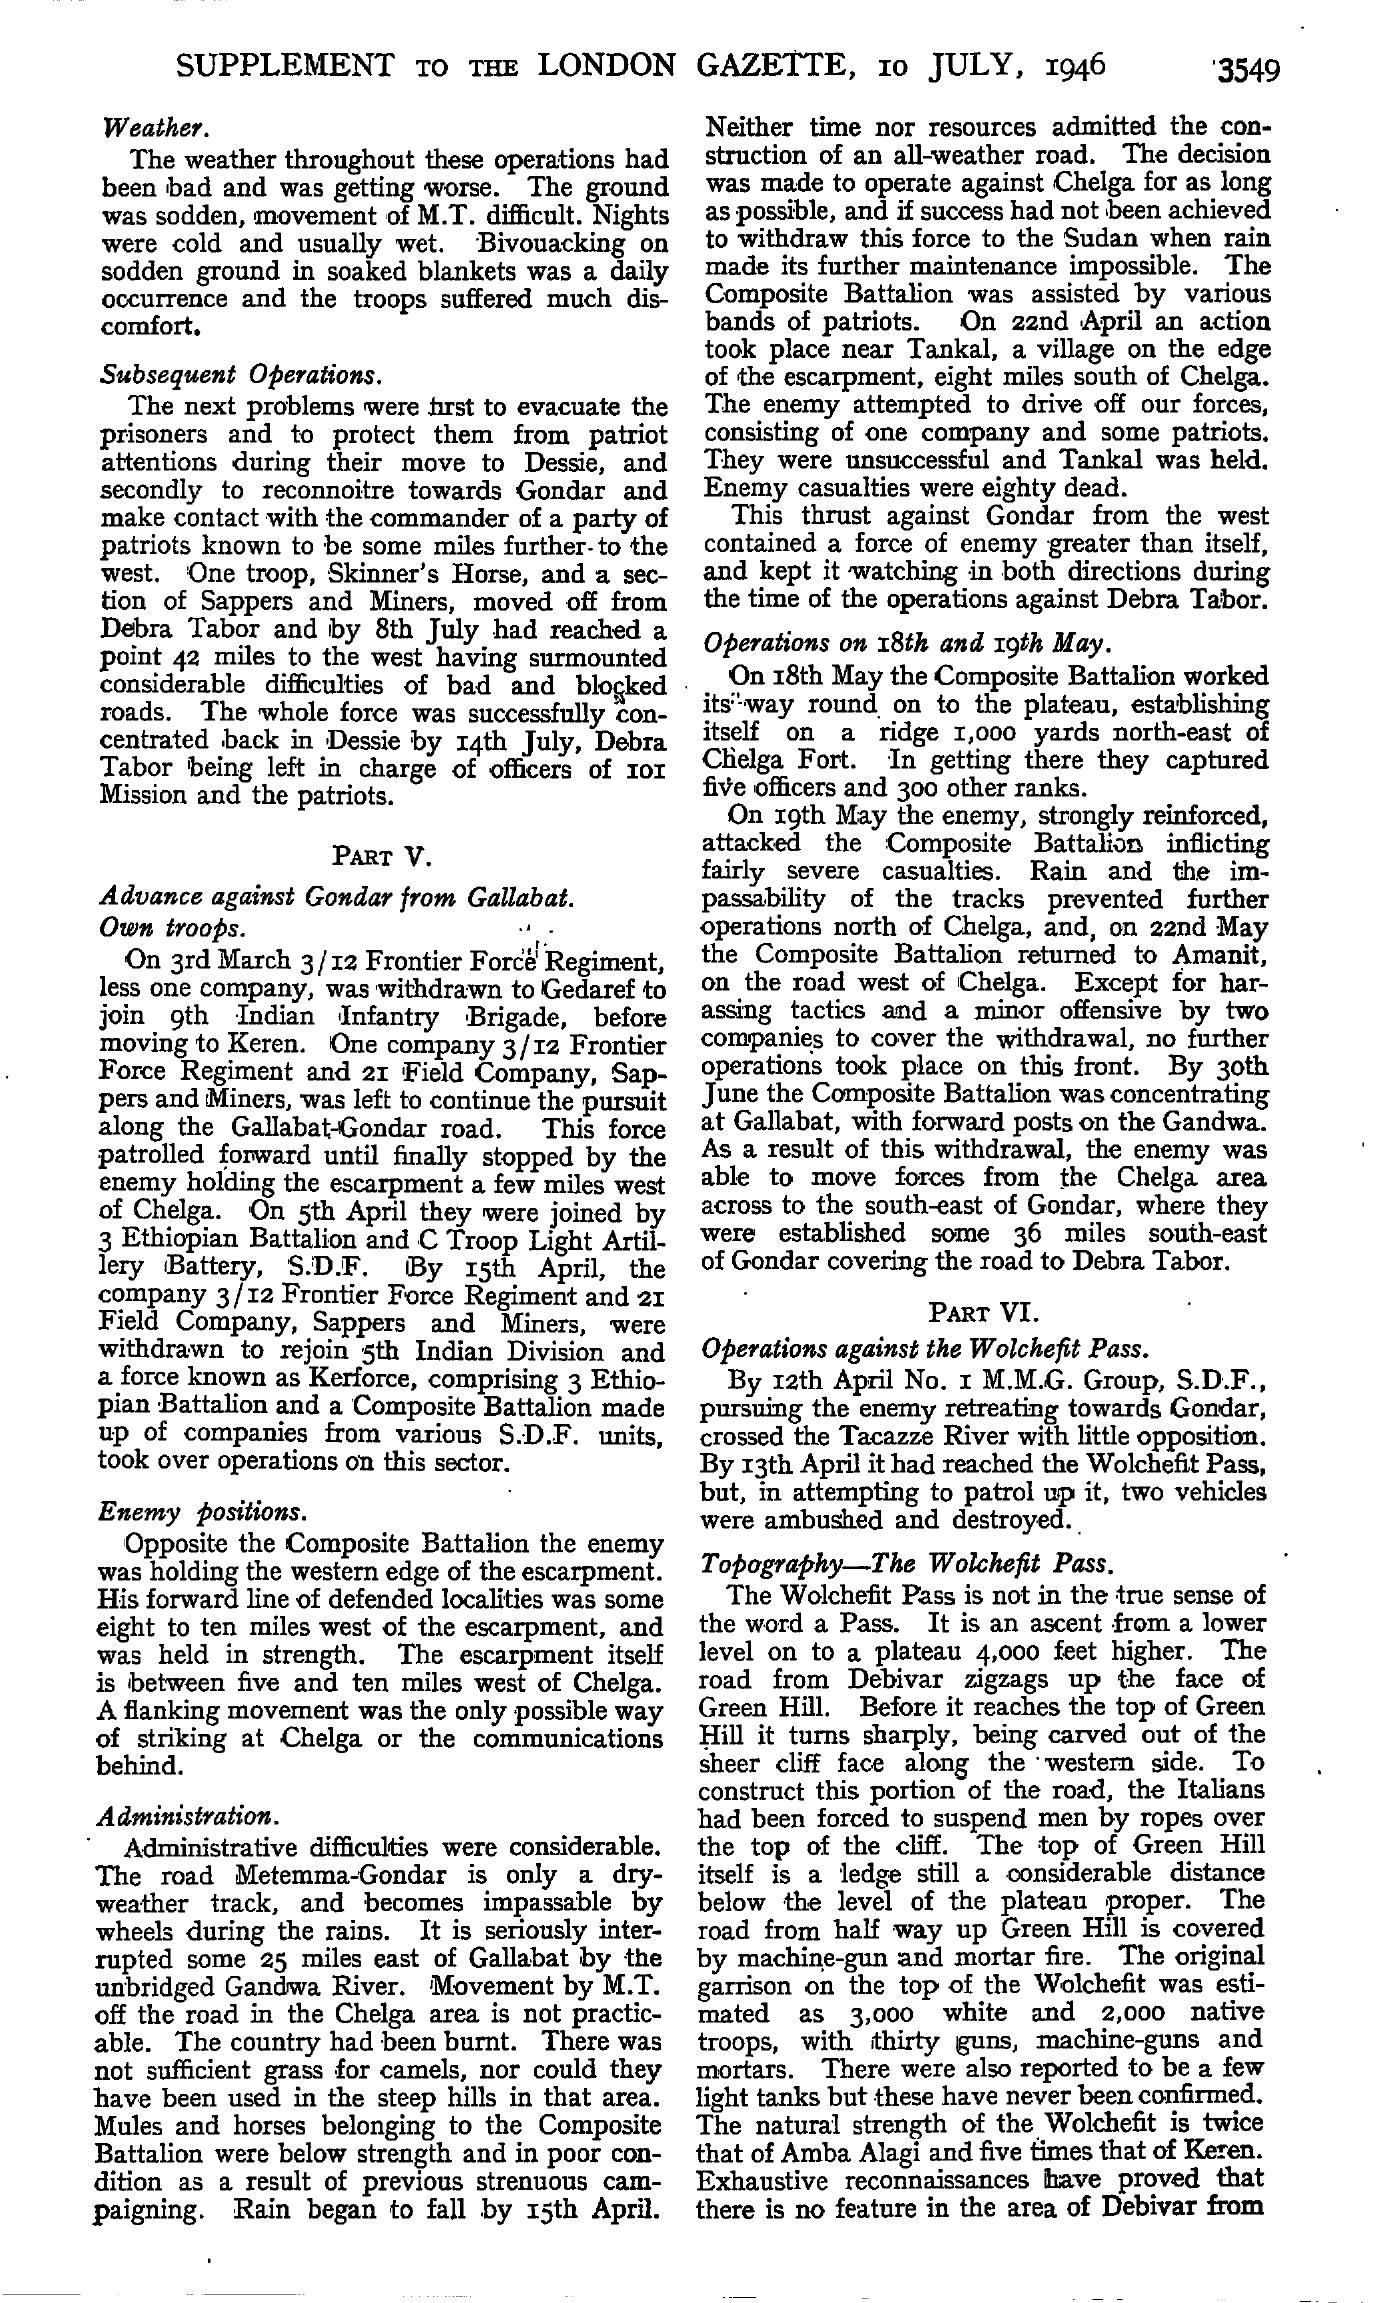 SUPPLEMENT TO THE LONDON GAZETTE, 10 JULY, 1946 3549
Weather.
The weather throughout these operations had
been bad and was getting worse. The ground
was sodden, movement of M.T. difficult. Nights
were cold and usually wet. Bivouacking on
sodden ground in soaked blankets was a daily
occurrence and the troops suffered much dis-
comfort.
Subsequent Operations.
The next problems were first to evacuate the
prisoners and to protect them from patriot
attentions during their move to Dessie, and
secondly to reconnoitre towards Gondar and
make contact with the commander of a party of
patriots known to be some miles further to the
west. One troop, Skinner's Horse, and a sec-
tion of Sappers and Miners, moved off from
Debra Tabor and by 8th July had reached a
point 42 miles to the west having surmounted
considerable difficulties of bad and blocked
roads. The whole force was successfully con-
centrated back in Dessie by 14th July, Debra
Tabor being left in charge of officers of 101
Mission and the patriots.
PART V.
Advance against Gondar from Gallabat.
Own troops.
On 3rd March 3/12 Frontier Force Regiment,
less one company, was withdrawn to Gedaref to
join 9th Indian Infantry Brigade, before
moving to Keren. One company 3/12 Frontier
Force Regiment and 21 Field Company, Sap-
pers and Miners, was left to continue the pursuit
along the Gallabat-Gondar road. This force
patrolled forward until finally stopped by the
enemy holding the escarpment a few miles west
of Chelga. On 5th April they were joined by
3 Ethiopian Battalion and C Troop Light Artil-
lery Battery, S.D.F. By 15th April, the
company 3/12 Frontier Force Regiment and 21
Field Company, Sappers and Miners, were
withdrawn to rejoin 5th Indian Division and
a force known as Kerforce, comprising 3 Ethio-
pian Battalion and a Composite Battalion made
up of companies from various S.D.F. units,
took over operations on this sector.
Enemy positions.
Opposite the Composite Battalion the enemy
was holding the western edge of the escarpment.
His forward line of defended localities was some
eight to ten miles west of the escarpment, and
was held in strength. The escarpment itself
is between five and ten miles west of Chelga.
A flanking movement was the only possible way
of striking at Chelga or the communications
behind.
Administration.
Administrative difficulties were considerable.
The road Metemma-Gondar is only a dry-
weather track, and becomes impassable by
wheels during the rains. It is seriously inter-
rupted some 25 miles east of Gallabat by the
unbridged Gandwa River. Movement by M.T.
off the road in the Chelga area is not practic-
able. The country had been burnt. There was
not sufficient grass for camels, nor could they
have been used in the steep hills in that area.
Mules and horses belonging to the Composite
Battalion were below strength and in poor con-
dition as a result of previous strenuous cam-
paigning. Rain began to fall by 15th April.
Neither time nor resources admitted the con-
struction of an all-weather road. The decision
was made to operate against Chelga for as long
as possible, and if success had not been achieved
to withdraw this force to the Sudan when rain
made its further maintenance impossible. The
Composite Battalion was assisted by various
bands of patriots. On 22nd April an action
took place near Tankal, a village on the edge
of the escarpment, eight miles south of Chelga.
The enemy attempted to drive off our forces,
consisting of one company and some patriots.
They were unsuccessful and Tankal was held.
Enemy casualties were eighty dead.
This thrust against Gondar from the west
contained a force of enemy greater than itself,
and kept it watching in both directions during
the time of the operations against Debra Tabor.
Operations on 18th and 19th May.
On 18th May the Composite Battalion worked
its way round on to the plateau, establishing
itself on a ridge 1,000 yards north-east of
Chelga Fort. In getting there they captured
five officers and 300 other ranks.
On 19th May the enemy, strongly reinforced,
attacked the Composite Battalion inflicting
fairly severe casualties. Rain and the im-
passability of the tracks prevented further
operations north of Chelga, and, on 22nd May
the Composite Battalion returned to Amanit,
on the road west of Chelga. Except for har-
assing tactics and a minor offensive by two
companies to cover the withdrawal, no further
operations took place on this front. By 30th
June the Composite Battalion was concentrating
at Gallabat, with forward posts on the Gandwa.
As a result of this withdrawal, the enemy was
able to move forces from the Chelga area
across to the south-east of Gondar, where they
were established some 36 miles south-east
of Gondar covering the road to Debra Tabor.
PART VI.
Operations against the Wolchefit Pass.
By 12th April No. 1 M.M.G. Group, S.D.F.,
pursuing the enemy retreating towards Gondar,
crossed the Tacazze River with little opposition.
By 13th April it had reached the Wolchefit Pass,
but, in attempting to patrol up it, two vehicles
were ambushed and destroyed.
Topography—The Wolchefit Pass.
The Wolchefit Pass is not in the true sense of
the word a Pass. It is an ascent from a lower
level on to a plateau 4,000 feet higher. The
road from Debivar zigzags up the face of
Green Hill. Before it reaches the top of Green
Hill it turns sharply, being carved out of the
sheer cliff face along the western side. To
construct this portion of the road, the Italians
had been forced to suspend men by ropes over
the top of the cliff. The top of Green Hill
itself is a ledge still a considerable distance
below the level of the plateau proper. The
road from half way up Green Hill is covered
by machine-gun and mortar fire. The original
garrison on the top of the Wolchefit was esti-
mated as 3,000 white and 2,000 native
troops, with thirty guns, machine-guns and
mortars. There were also reported to be a few
light tanks but these have never been confirmed.
The natural strength of the Wolchefit is twice
that of Amba Alagi and five times that of Keren.
Exhaustive reconnaissances have proved that
there is no feature in the area of Debivar from